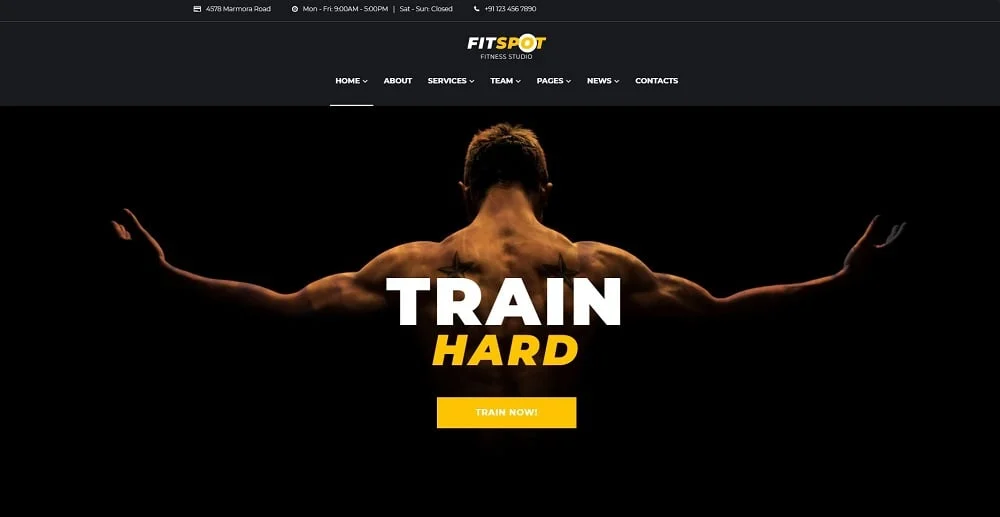 4578 Marmora Road Mon - Fri: 9:00AM - 5:00PM | Sat - Sun: Closed +91 123 456 7890
FITSPOT
FITNESS STUDIO
HOME ABOUT SERVICES TEAM PAGES NEWS CONTACTS
TRAIN
HARD
TRAIN NOW!